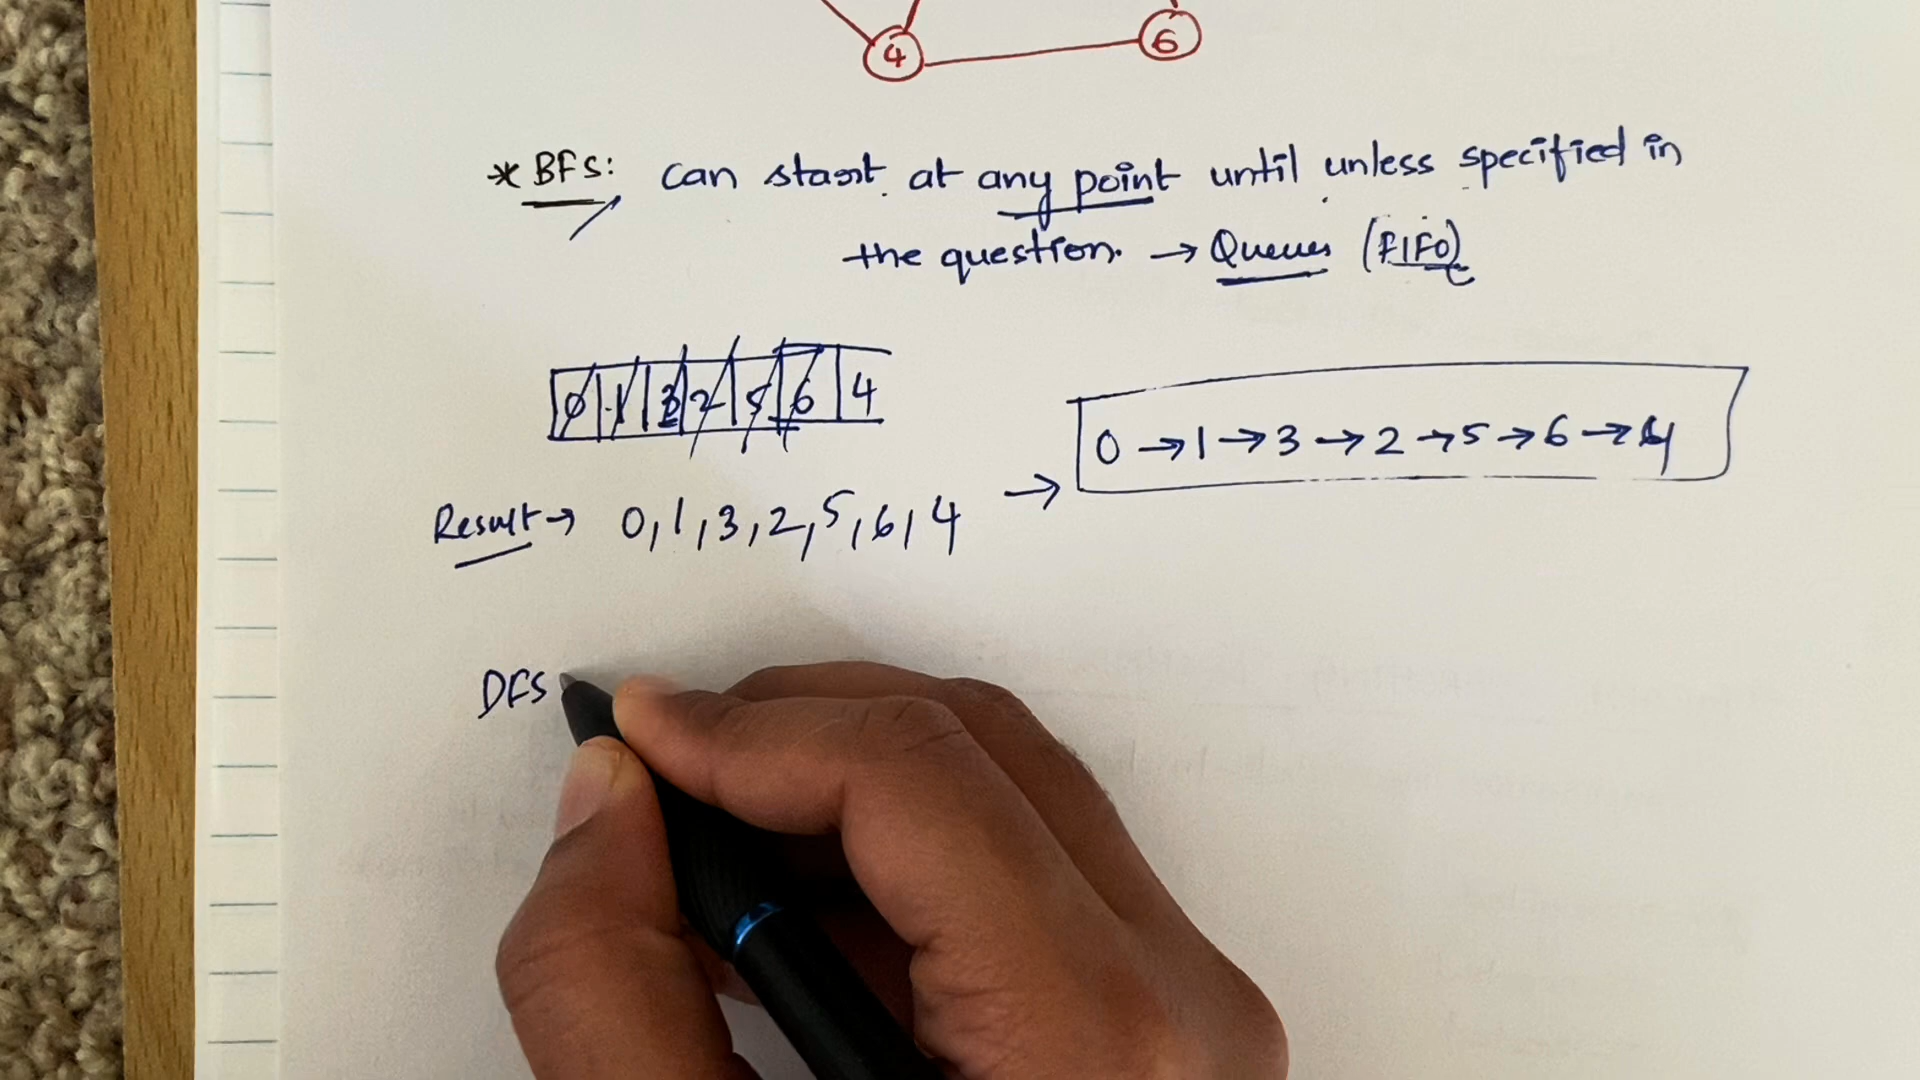 4 6
* BFS: can start at any point until unless specified in
the question. → Queues (FIFO)
0 1 3 2 5 6 4
0 → 1 → 3 → 2 → 5 → 6 → 4
Result → 0, 1, 3, 2, 5, 6, 4 →
DFS